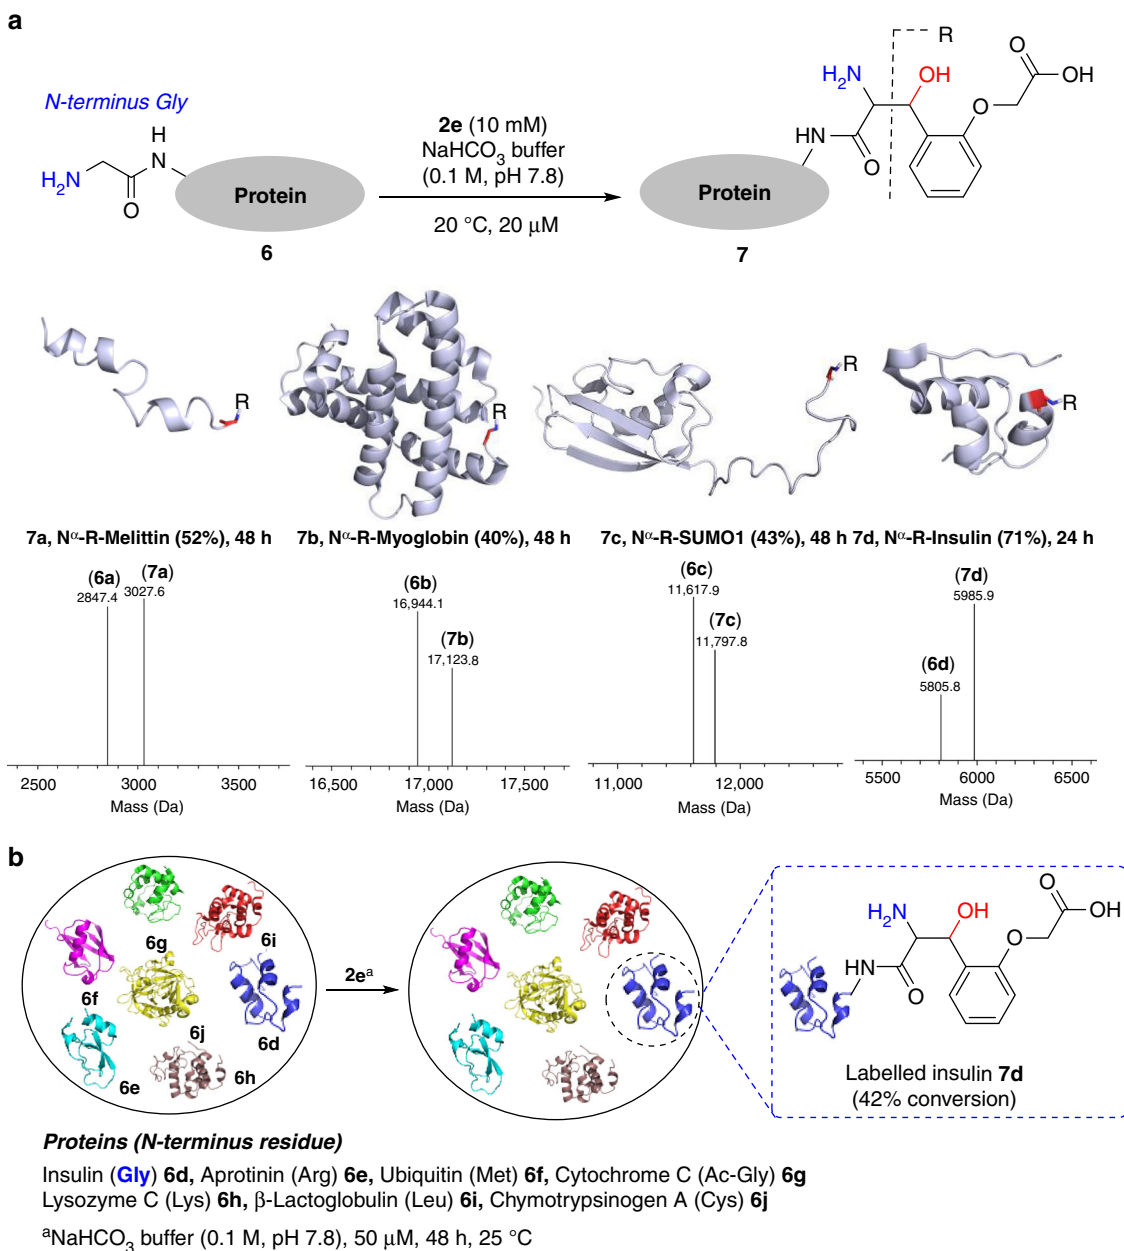 a
N-terminus Gly
H
N
H₂N
O
Protein
6
2e (10 mM)
NaHCO₃ buffer
(0.1 M, pH 7.8)
20 °C, 20 μM
R
H₂N
OH
O
OH
O
HN
O
Protein
7
R
R
R
R
7a, Nᵅ-R-Melittin (52%), 48 h
7b, Nᵅ-R-Myoglobin (40%), 48 h
7c, Nᵅ-R-SUMO1 (43%), 48 h
7d, Nᵅ-R-Insulin (71%), 24 h
(6a)
2847.4
(7a)
3027.6
2500 3000 3500
Mass (Da)
(6b)
16,944.1
(7b)
17,123.8
16,500 17,000 17,500
Mass (Da)
(6c)
11,617.9
(7c)
11,797.8
11,000 12,000
Mass (Da)
(7d)
5985.9
(6d)
5805.8
5500 6000 6500
Mass (Da)
b
6g
6i
6f
6j
6d
6e
6h
2eᵃ
H₂N
OH
O
OH
O
HN
O
Labelled insulin 7d
(42% conversion)
Proteins (N-terminus residue)
Insulin (Gly) 6d, Aprotinin (Arg) 6e, Ubiquitin (Met) 6f, Cytochrome C (Ac-Gly) 6g
Lysozyme C (Lys) 6h, β-Lactoglobulin (Leu) 6i, Chymotrypsinogen A (Cys) 6j
ᵃNaHCO₃ buffer (0.1 M, pH 7.8), 50 μM, 48 h, 25 °C